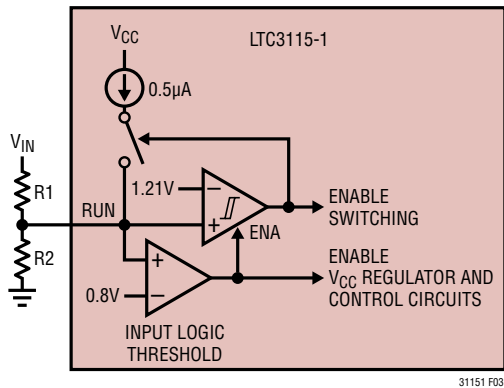 LTC3115-1
VCC
0.5µA
VIN
R1
1.21V
–
RUN
+
ENABLE
SWITCHING
ENA
R2
+
ENABLE
VCC REGULATOR AND
CONTROL CIRCUITS
0.8V
–
INPUT LOGIC
THRESHOLD
31151 F03